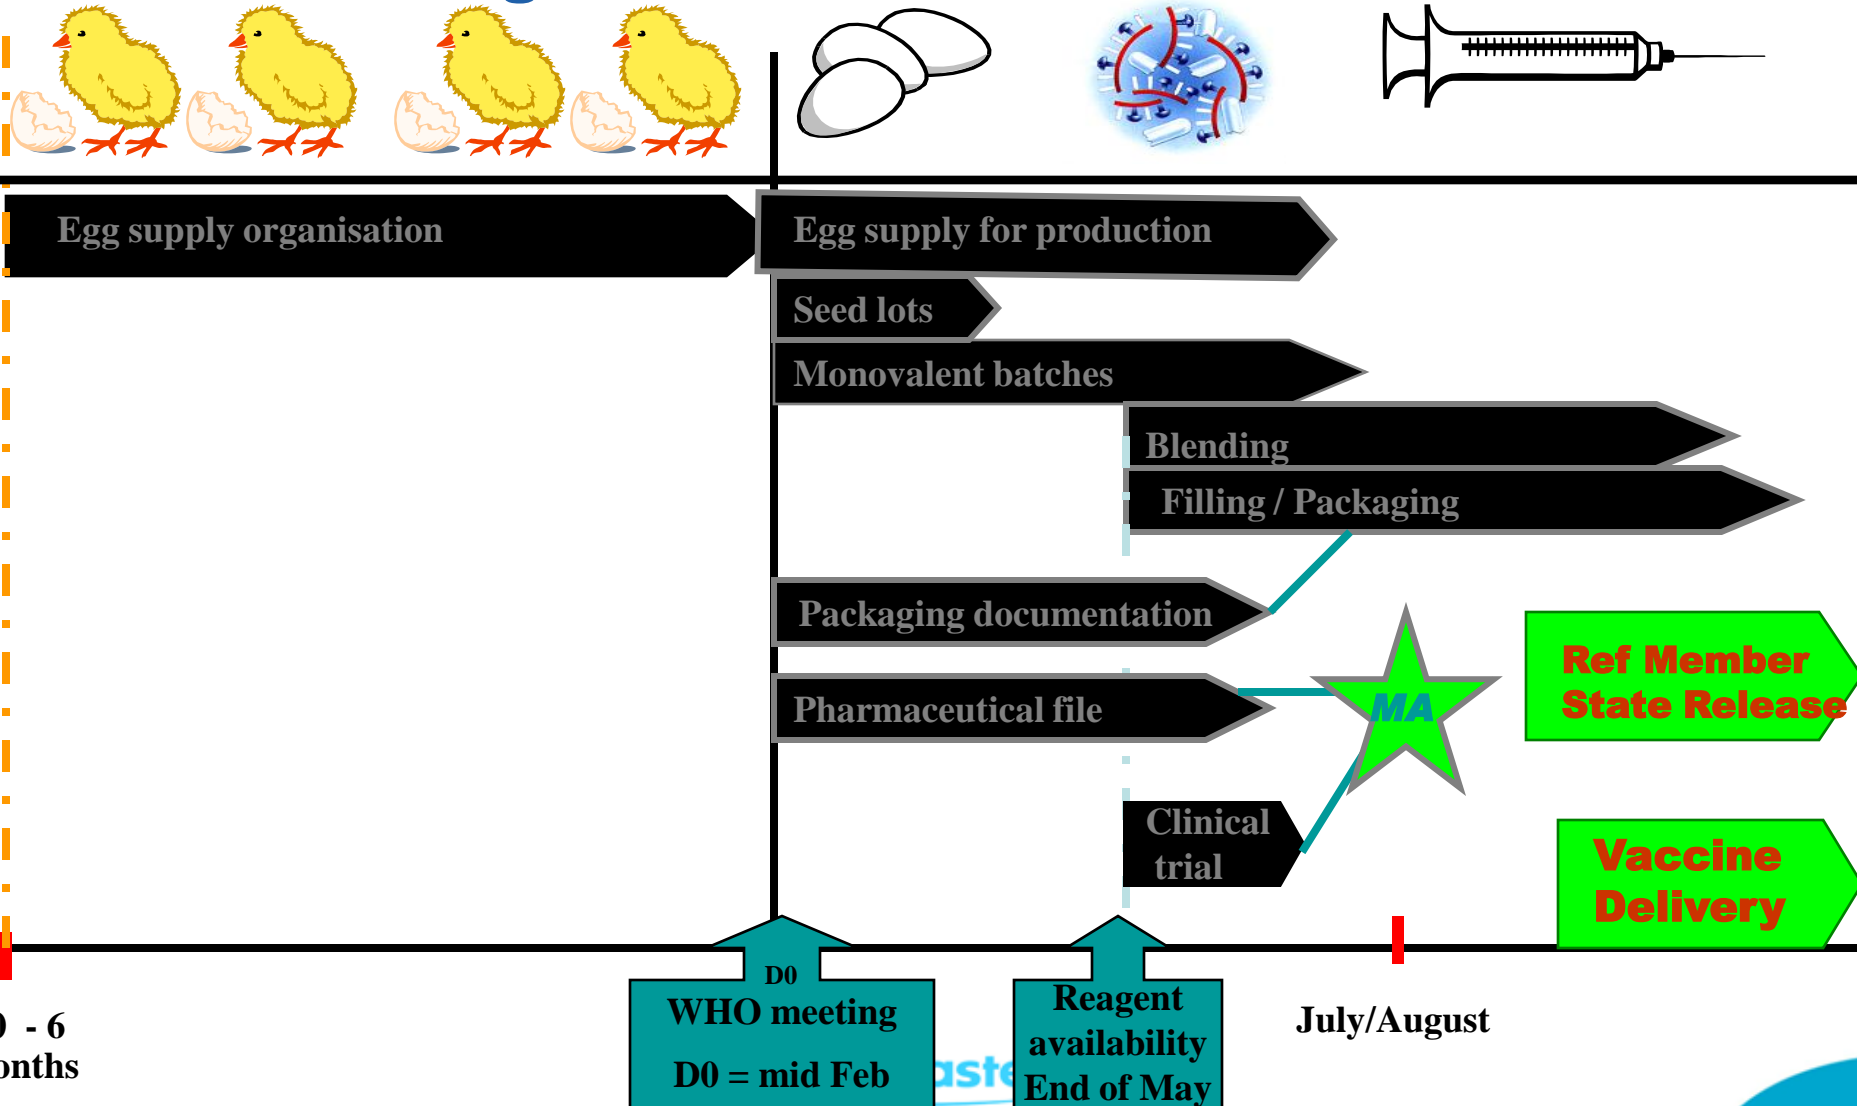 Egg supply organisation
Egg supply for production
Seed lots
Monovalent batches
Blending
Filling / Packaging
Packaging documentation
Pharmaceutical file
MA
Ref Member
State Release
Clinical
trial
Vaccine
Delivery
D0
WHO meeting
D0 = mid Feb
Reagent
availability
End of May
July/August
- 6